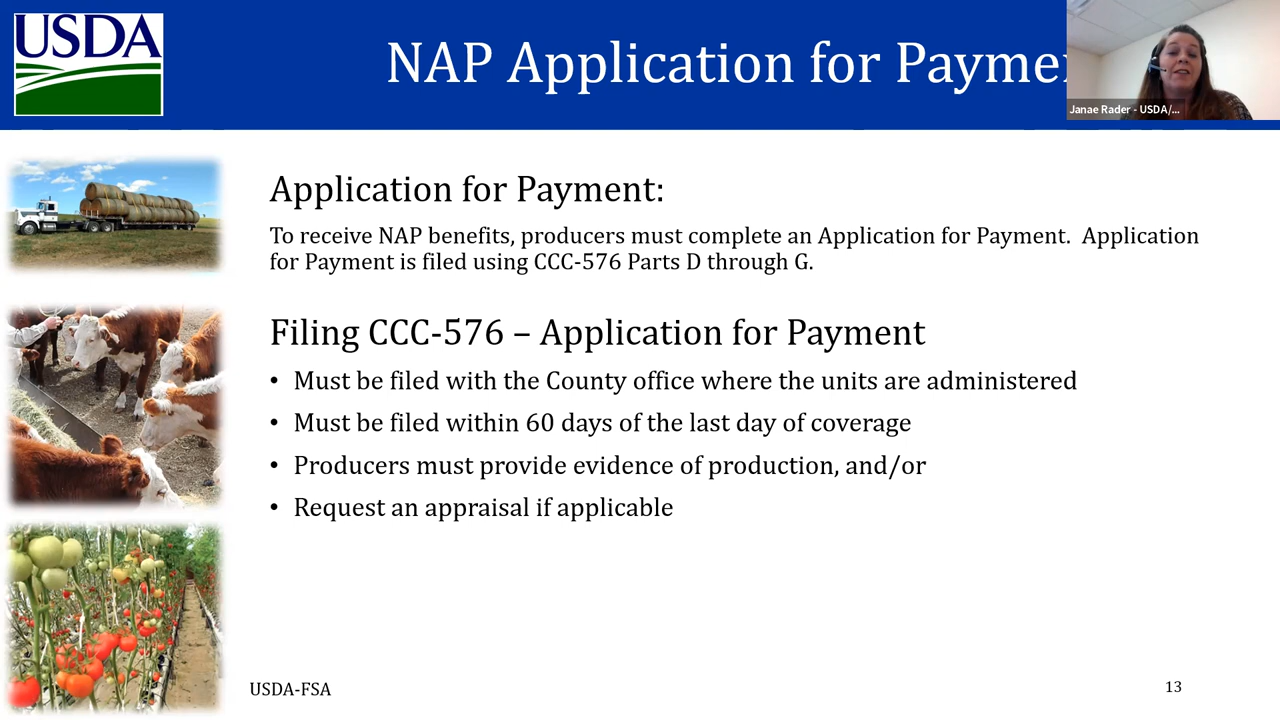 USDA
NAP Application for Payme
Janae Rader - USDA/...
Application for Payment:
To receive NAP benefits, producers must complete an Application for Payment.  Application
for Payment is filed using CCC-576 Parts D through G.
Filing CCC-576 – Application for Payment
• Must be filed with the County office where the units are administered
• Must be filed within 60 days of the last day of coverage
• Producers must provide evidence of production, and/or
• Request an appraisal if applicable
USDA-FSA
13